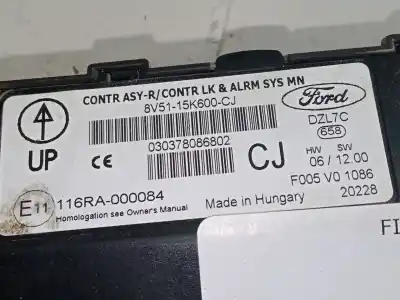 CONTR ASY-R/CONTR LK & ALRM SYS MN
8V51-15K600-CJ
Ford
DZL7C
658
UP
CE
030378086802
CJ
HW SW
06 / 12.00
F005 V0 1086
E11
116RA-000084
Homologation see Owner's Manual
Made in Hungary
20228
FI